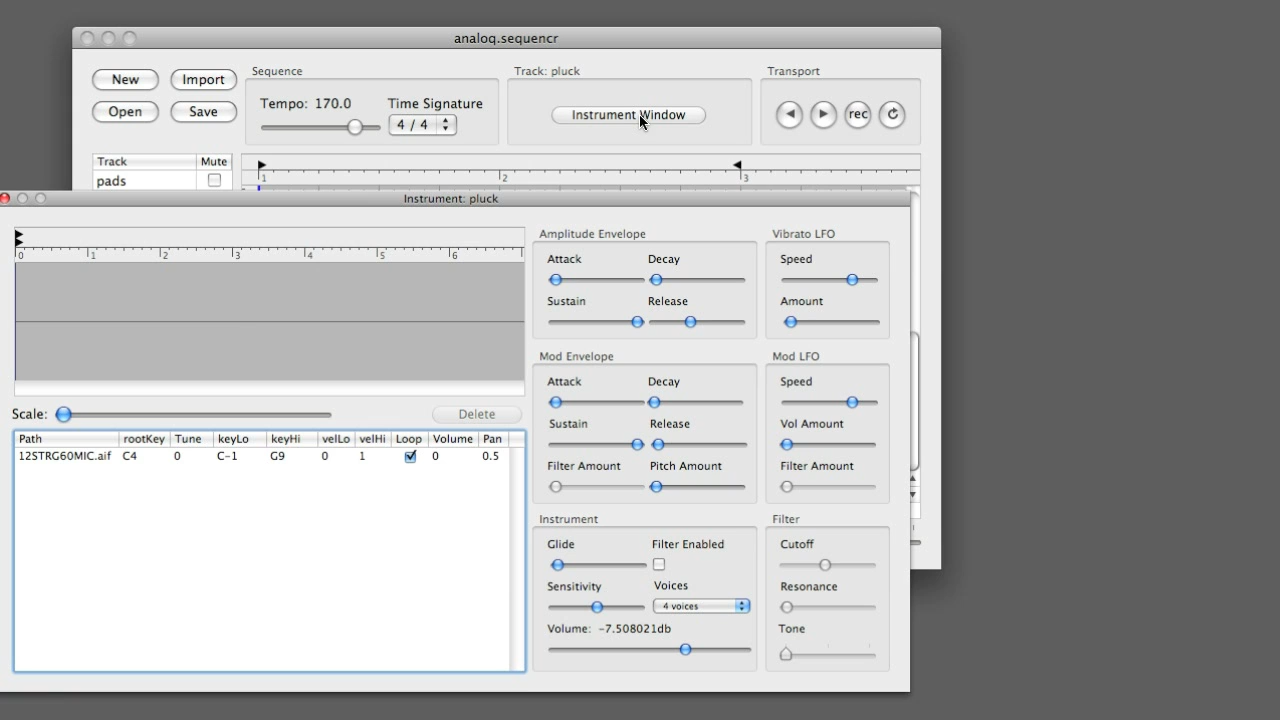 analoq.sequencr
New Import
Open Save
Sequence
Tempo: 170.0 Time Signature
4 / 4
Track: pluck
Instrument Window
Transport
rec
Track Mute
pads
1 2 3
Instrument: pluck
0 1 2 3 4 5 6
Scale: Delete
Path rootKey Tune keyLo keyHi velLo velHi Loop Volume Pan
12STRG60MIC.aif C4 0 C-1 G9 0 1 0 0.5
Amplitude Envelope
Attack Decay
Sustain Release
Vibrato LFO
Speed
Amount
Mod Envelope
Attack Decay
Sustain Release
Filter Amount Pitch Amount
Mod LFO
Speed
Vol Amount
Filter Amount
Instrument
Glide Filter Enabled
Sensitivity Voices
4 voices
Volume: -7.508021db
Filter
Cutoff
Resonance
Tone